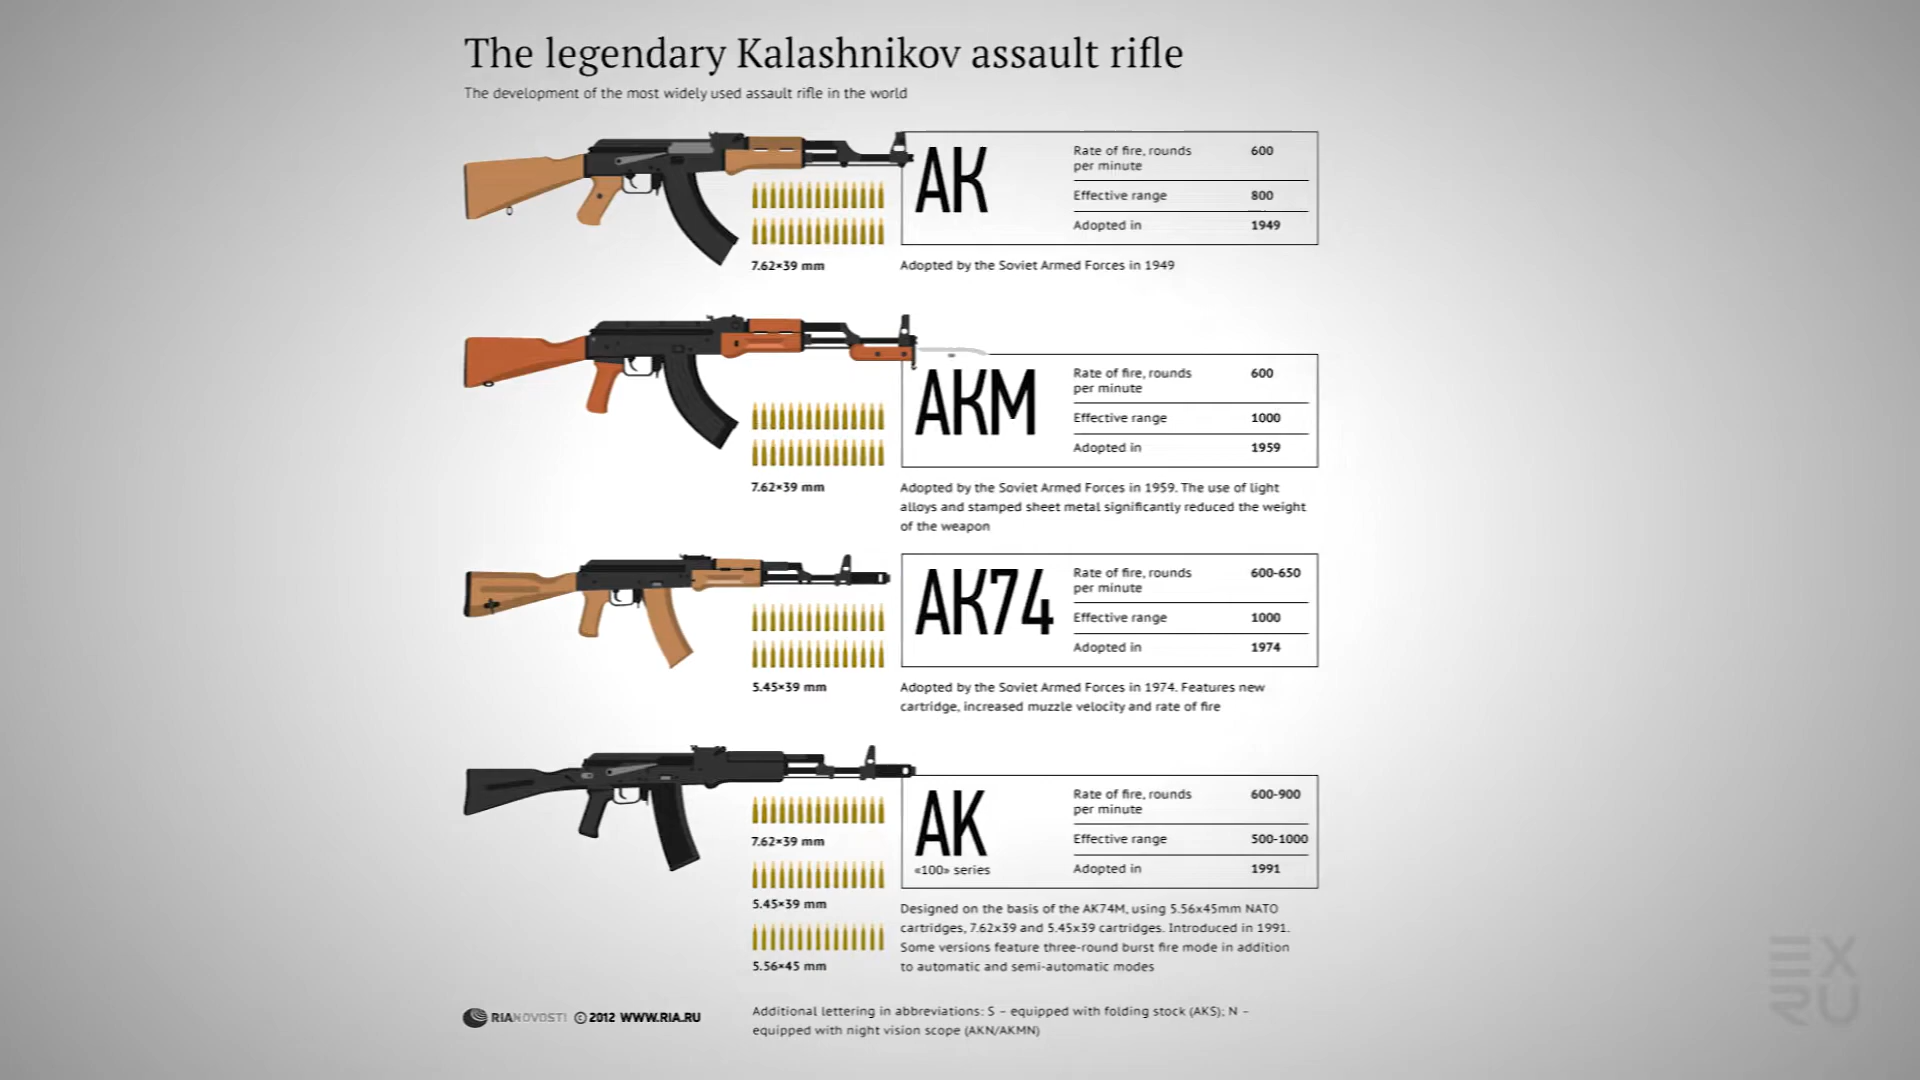 The legendary Kalashnikov assault rifle
The development of the most widely used assault rifle in the world
AK
Rate of fire, rounds
per minute
600
Effective range
800
Adopted in
1949
7.62×39 mm
Adopted by the Soviet Armed Forces in 1949
AKM
Rate of fire, rounds
per minute
600
Effective range
1000
Adopted in
1959
7.62×39 mm
Adopted by the Soviet Armed Forces in 1959. The use of light
alloys and stamped sheet metal significantly reduced the weight
of the weapon
AK74
Rate of fire, rounds
per minute
600-650
Effective range
1000
Adopted in
1974
5.45×39 mm
Adopted by the Soviet Armed Forces in 1974. Features new
cartridge, increased muzzle velocity and rate of fire
AK
«100» series
Rate of fire, rounds
per minute
600-900
Effective range
500-1000
Adopted in
1991
7.62×39 mm
5.45×39 mm
5.56×45 mm
Designed on the basis of the AK74M, using 5.56x45mm NATO
cartridges, 7.62x39 and 5.45x39 cartridges. Introduced in 1991.
Some versions feature three-round burst fire mode in addition
to automatic and semi-automatic modes
RIANOVOSTI © 2012 WWW.RIA.RU
Additional lettering in abbreviations: S – equipped with folding stock (AKS); N –
equipped with night vision scope (AKN/AKMN)
EX
RU